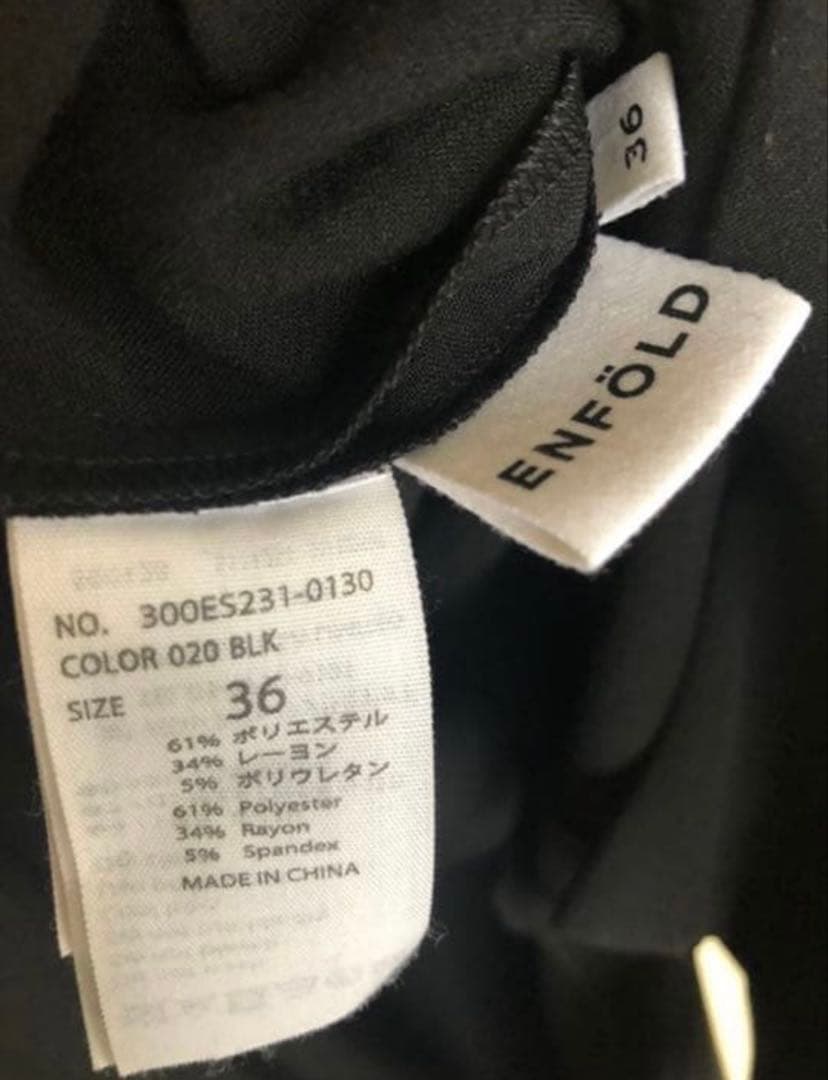 36
ENFÖLD
NO. 300ES231-0130
COLOR 020 BLK
SIZE 36
61% ポリエステル
34% レーヨン
5% ポリウレタン
61% Polyester
34% Rayon
5% Spandex
MADE IN CHINA